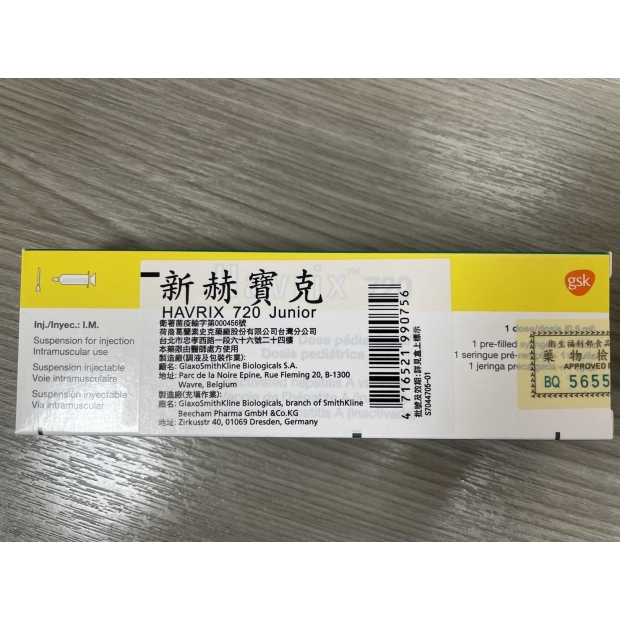 Inj./Inyec.: I.M.
Suspension for injection
Intramuscular use
Suspension injectable
Voie intramusculaire
Suspensión inyectable
Vía intramuscular
新赫寶克
HAVRIX 720 Junior
衛署菌疫輸字第000456號
荷商葛蘭素史克藥廠股份有限公司台灣分公司
台北市忠孝西路一段六十六號二十四樓
本藥限由醫師處方使用
製造廠(調液及包裝作業):
廠名: GlaxoSmithKline Biologicals S.A.
地址: Parc de la Noire Epine, Rue Fleming 20, B-1300
Wavre, Belgium
製造廠(充填作業):
廠名: GlaxoSmithKline Biologicals, branch of SmithKline
Beecham Pharma GmbH &Co.KG
地址: Zirkusstr 40, 01069 Dresden, Germany
4 716521 990756
批號及效期:詳見盒上標示
S7044705-01
gsk
1 pre-filled
1 seringue
1 jeringa
衛生福利部食品
藥物檢
APPROVED
BQ 5655